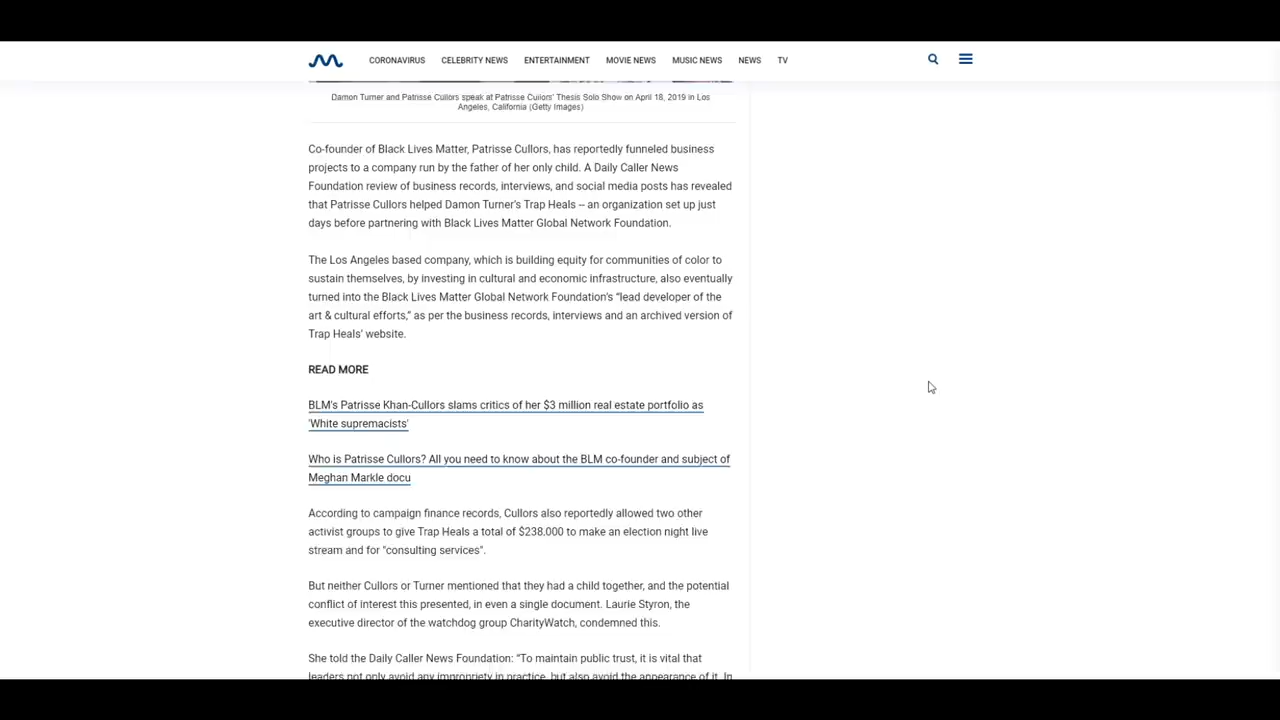 CORONAVIRUS CELEBRITY NEWS ENTERTAINMENT MOVIE NEWS MUSIC NEWS NEWS TV
Damon Turner and Patrisse Cullors speak at Patrisse Cullors' Thesis Solo Show on April 18, 2019 in Los
Angeles, California (Getty Images)
Co-founder of Black Lives Matter, Patrisse Cullors, has reportedly funneled business
projects to a company run by the father of her only child. A Daily Caller News
Foundation review of business records, interviews, and social media posts has revealed
that Patrisse Cullors helped Damon Turner's Trap Heals -- an organization set up just
days before partnering with Black Lives Matter Global Network Foundation.
The Los Angeles based company, which is building equity for communities of color to
sustain themselves, by investing in cultural and economic infrastructure, also eventually
turned into the Black Lives Matter Global Network Foundation's "lead developer of the
art & cultural efforts," as per the business records, interviews and an archived version of
Trap Heals' website.
READ MORE
BLM's Patrisse Khan-Cullors slams critics of her $3 million real estate portfolio as
'White supremacists'
Who is Patrisse Cullors? All you need to know about the BLM co-founder and subject of
Meghan Markle docu
According to campaign finance records, Cullors also reportedly allowed two other
activist groups to give Trap Heals a total of $238,000 to make an election night live
stream and for "consulting services".
But neither Cullors or Turner mentioned that they had a child together, and the potential
conflict of interest this presented, in even a single document. Laurie Styron, the
executive director of the watchdog group CharityWatch, condemned this.
She told the Daily Caller News Foundation: "To maintain public trust, it is vital that
leaders not only avoid any impropriety in practice, but also avoid the appearance of it. In